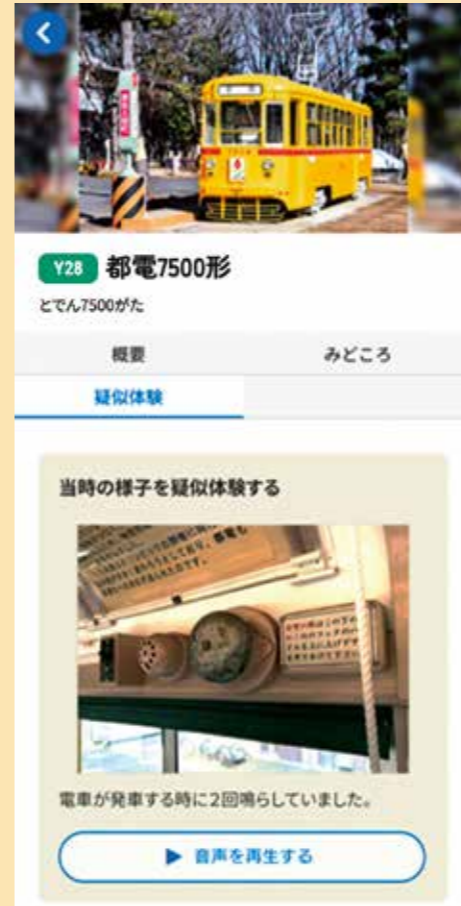 Y28 都電7500形
とでん7500がた
概要 みどころ
疑似体験
当時の様子を疑似体験する
電車が発車する時に2回鳴らしていました。
▶ 音声を再生する